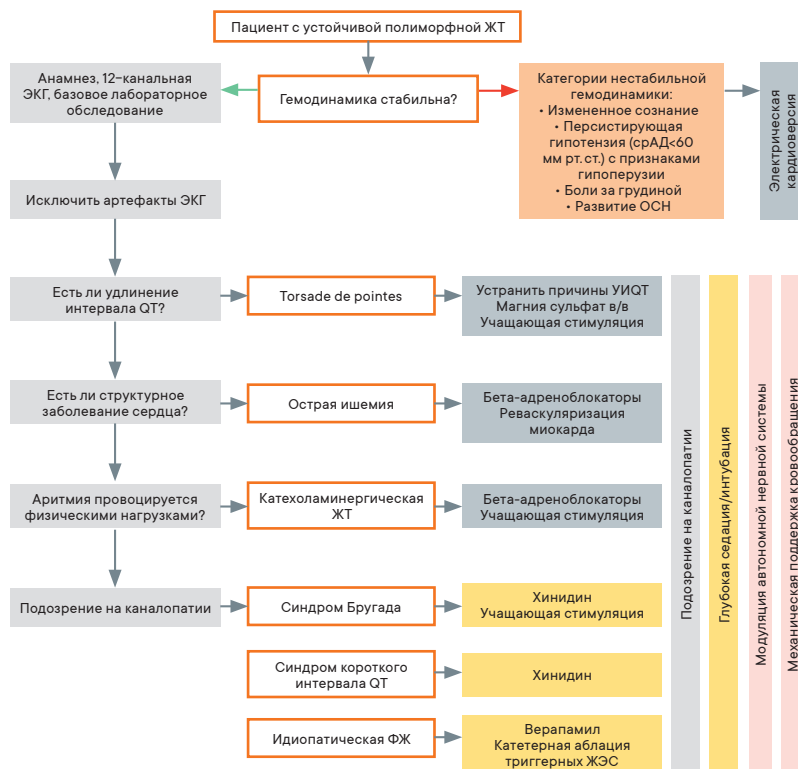 Пациент с устойчивой полиморфной ЖТ
Анамнез, 12–канальная
ЭКГ, базовое лабораторное
обследование
Гемодинамика стабильна?
Категории нестабильной
гемодинамики:
• Измененное сознание
• Персистирующая
гипотензия (срАД<60
мм рт. ст.) с признаками
гипоперузии
• Боли за грудиной
• Развитие ОСН
Электрическая
кардиоверсия
Исключить артефакты ЭКГ
Есть ли удлинение
интервала QT?
Torsade de pointes
Устранить причины УИQT
Магния сульфат в/в
Учащающая стимуляция
Есть ли структурное
заболевание сердца?
Острая ишемия
Бета-адреноблокаторы
Реваскуляризация
миокарда
Аритмия провоцируется
физическими нагрузками?
Катехоламинергическая
ЖТ
Бета-адреноблокаторы
Учащающая стимуляция
Подозрение на каналопатии
Синдром Бругада
Хинидин
Учащающая стимуляция
Синдром короткого
интервала QT
Хинидин
Идиопатическая ФЖ
Верапамил
Катетерная аблация
триггерных ЖЭС
Подозрение на каналопатии
Глубокая седация/интубация
Модуляция автономной нервной системы
Механическая поддержка кровообращения